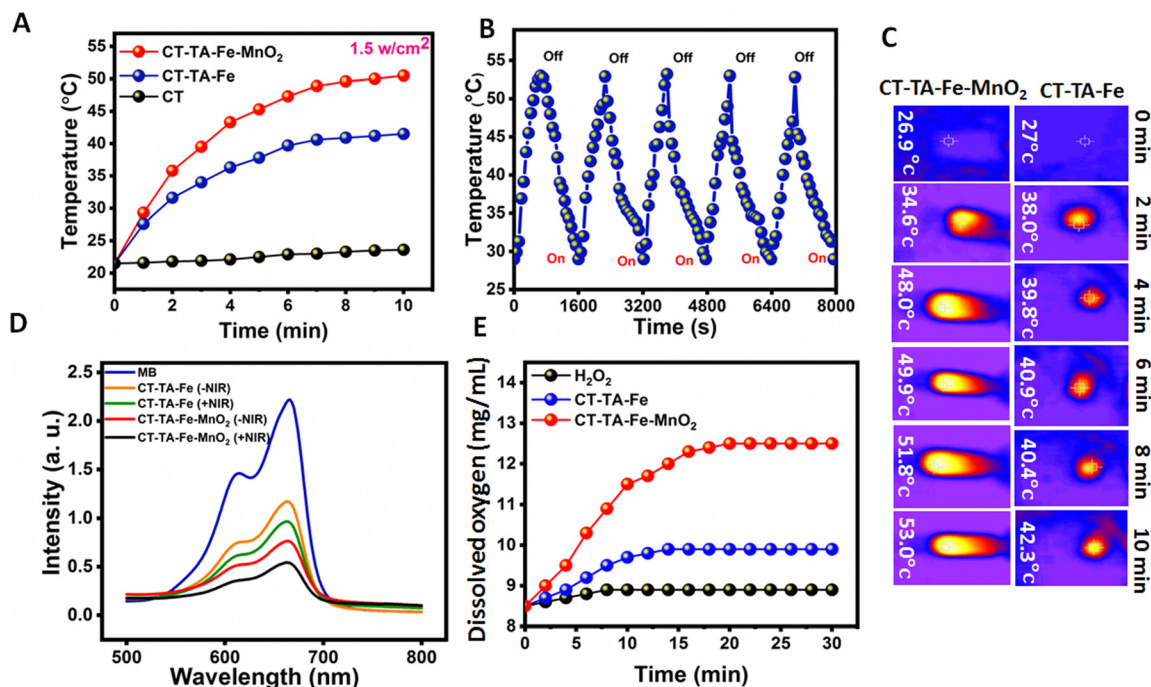 A
CT-TA-Fe-MnO₂
CT-TA-Fe
CT
1.5 w/cm²
Temperature (°C)
55
50
45
40
35
30
25
20
0 2 4 6 8 10
Time (min)
B
Off Off Off Off Off
On On On On On
Temperature (°C)
55
50
45
40
35
30
25
0 1600 3200 4800 6400 8000
Time (s)
C
CT-TA-Fe-MnO₂ CT-TA-Fe
26.9 °C 27°C 0 min
34.6°C 38.0°C 2 min
48.0°C 39.8°C 4 min
49.9°C 40.9°C 6 min
51.8°C 40.4°C 8 min
53.0°C 42.3°C 10 min
D
MB
CT-TA-Fe (-NIR)
CT-TA-Fe (+NIR)
CT-TA-Fe-MnO₂ (-NIR)
CT-TA-Fe-MnO₂ (+NIR)
Intensity (a. u.)
2.5
2.0
1.5
1.0
0.5
0.0
500 600 700 800
Wavelength (nm)
E
H₂O₂
CT-TA-Fe
CT-TA-Fe-MnO₂
Dissolved oxygen (mg/mL)
14
13
12
11
10
9
8
0 5 10 15 20 25 30
Time (min)